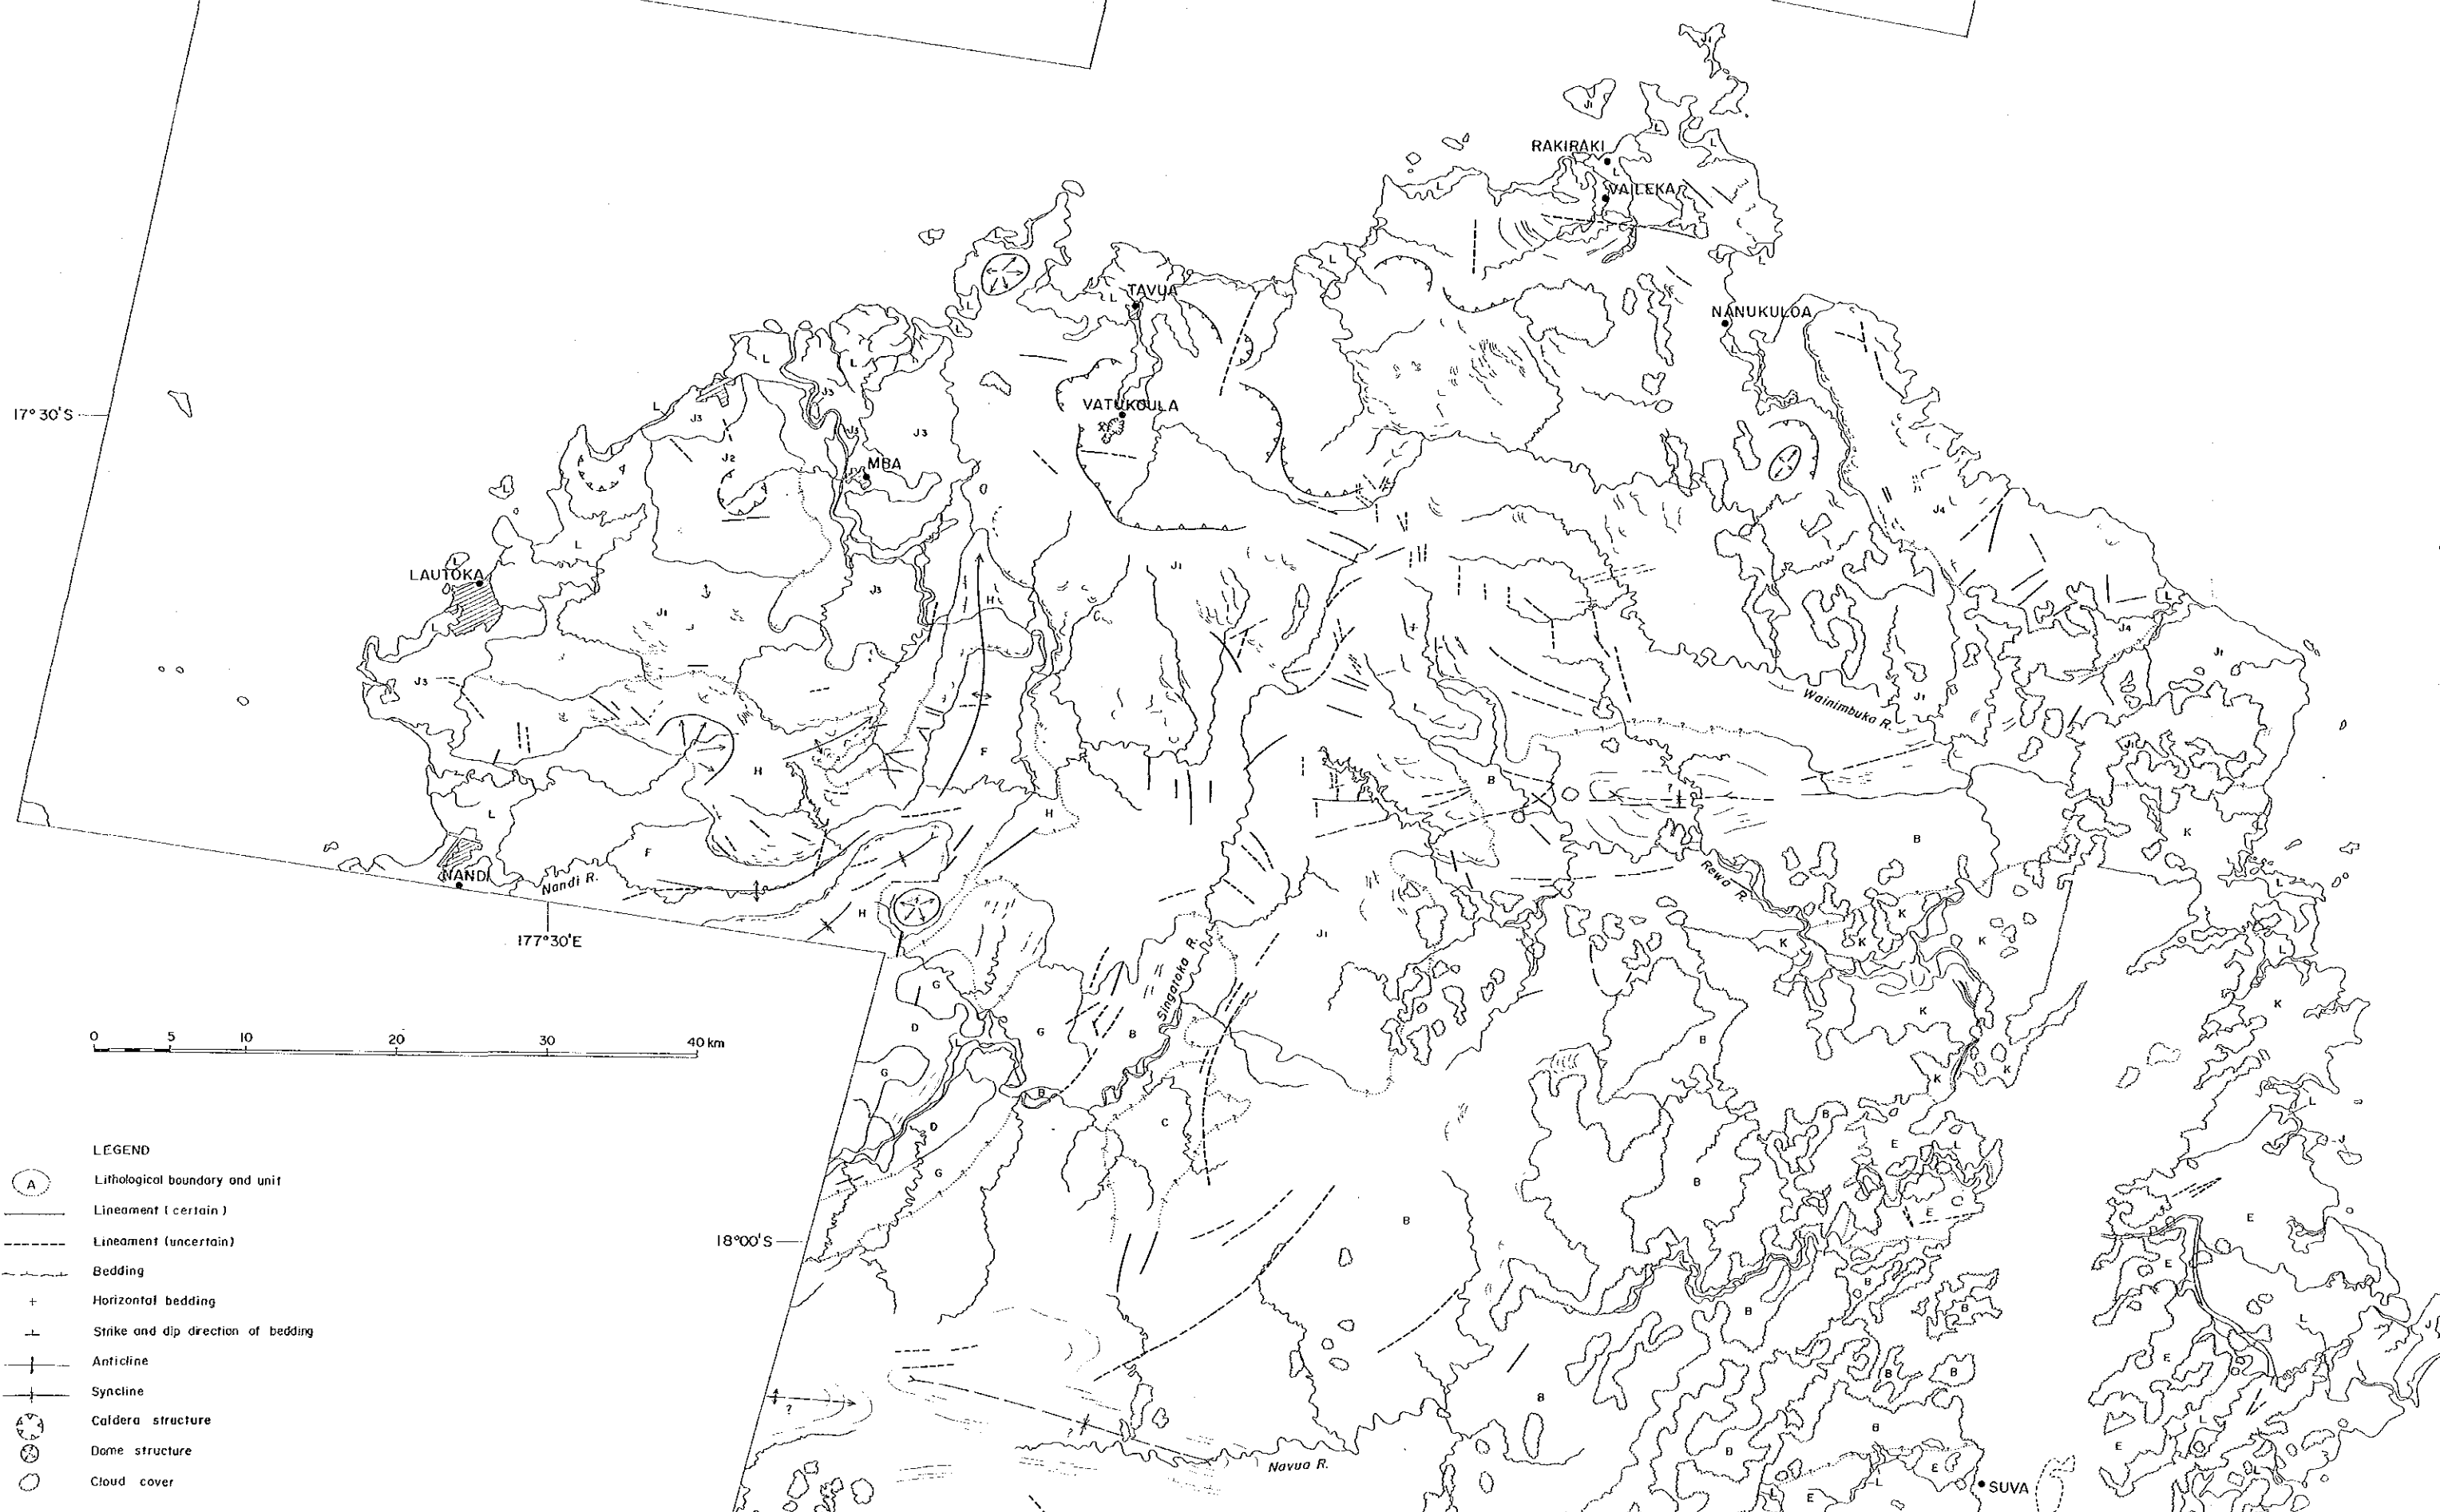 RAKIRAKI
VAILEKA
TAVUA
NANUKULOA
17°30'S
VATUKOULA
MBA
LAUTOKA
Wainimbuka R.
NANDI
Nandi R.
Rewa R.
177°30'E
Singatoka R.
0 5 10 20 30 40 km
LEGEND
A Lithological boundary and unit
Lineament (certain)
18°00'S
Lineament (uncertain)
Bedding
Horizontal bedding
Strike and dip direction of bedding
Anticline
Syncline
Caldera structure
Dome structure
Navua R.
Cloud cover
SUVA